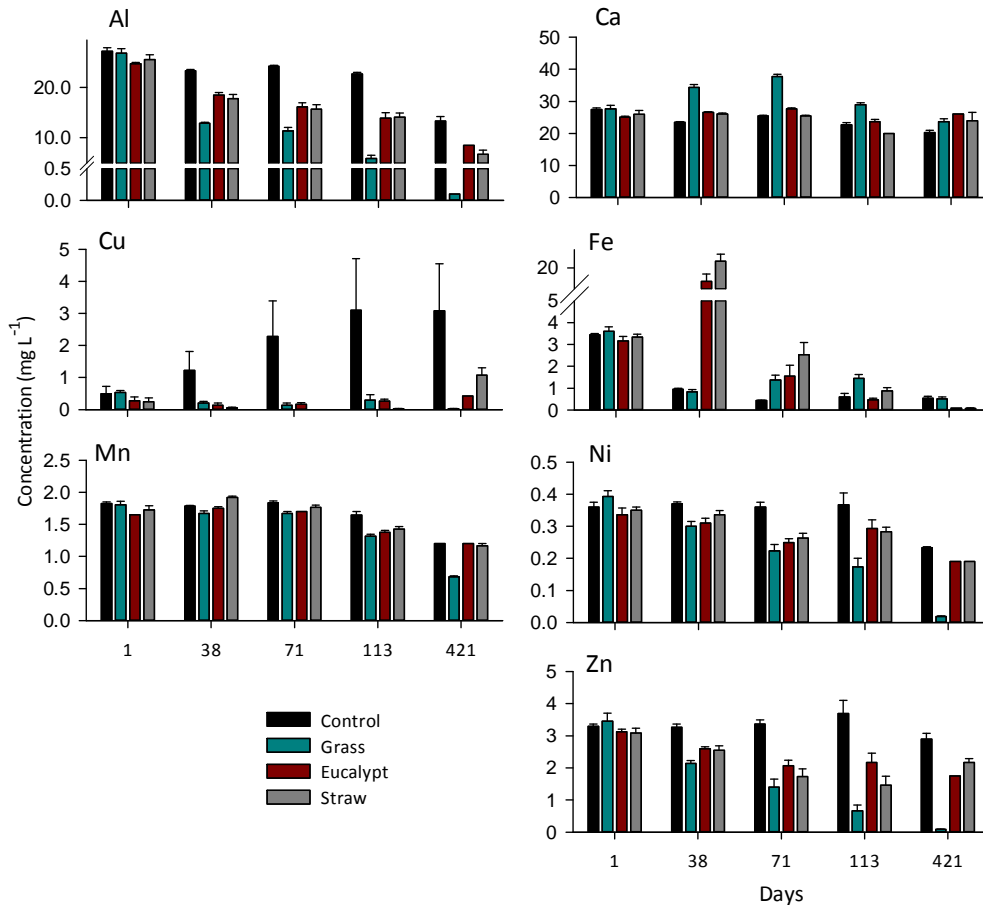 Al
20.0
10.0
0.5
0.0
Ca
50
40
30
20
10
0
Cu
5
4
3
2
1
0
Fe
20
5
4
3
2
1
0
Concentration (mg L⁻¹)
Mn
2.5
2.0
1.5
1.0
0.5
0.0
1 38 71 113 421
Ni
0.5
0.4
0.3
0.2
0.1
0.0
Zn
5
4
3
2
1
0
1 38 71 113 421
Days
Control
Grass
Eucalypt
Straw